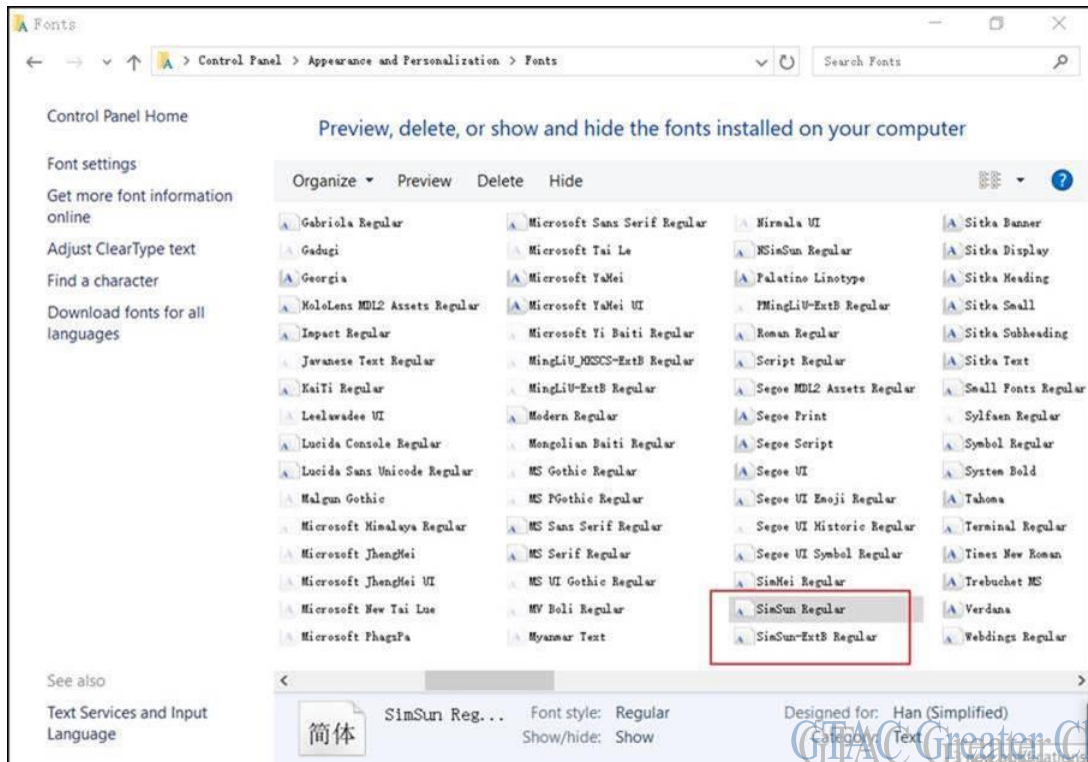 Fonts
Control Panel > Appearance and Personalization > Fonts
Search Fonts
Control Panel Home
Font settings
Get more font information
online
Adjust ClearType text
Find a character
Download fonts for all
languages
See also
Text Services and Input
Language
Preview, delete, or show and hide the fonts installed on your computer
Organize
Preview
Delete
Hide
Gabriola Regular
Gadugi
Georgia
HoloLens MDL2 Assets Regular
Impact Regular
Javanese Text Regular
KaiTi Regular
Leelawadee UI
Lucida Console Regular
Lucida Sans Unicode Regular
Malgun Gothic
Microsoft Himalaya Regular
Microsoft JhengHei
Microsoft JhengHei UI
Microsoft New Tai Lue
Microsoft PhagsPa
Microsoft Sans Serif Regular
Microsoft Tai Le
Microsoft YaHei
Microsoft YaHei UI
Microsoft Yi Baiti Regular
MingLiU_HKSCS-ExtB Regular
MingLiU-ExtB Regular
Modern Regular
Mongolian Baiti Regular
MS Gothic Regular
MS PGothic Regular
MS Sans Serif Regular
MS Serif Regular
MS UI Gothic Regular
MV Boli Regular
Myanmar Text
Nirmala UI
NSimSun Regular
Palatino Linotype
PMingLiU-ExtB Regular
Roman Regular
Script Regular
Segoe MDL2 Assets Regular
Segoe Print
Segoe Script
Segoe UI
Segoe UI Emoji Regular
Segoe UI Historic Regular
Segoe UI Symbol Regular
SimHei Regular
SimSun Regular
SimSun-ExtB Regular
Sitka Banner
Sitka Display
Sitka Heading
Sitka Small
Sitka Subheading
Sitka Text
Small Fonts Regular
Sylfaen Regular
Symbol Regular
System Bold
Tahoma
Terminal Regular
Times New Roman
Trebuchet MS
Verdana
Webdings Regular
简体
SimSun Reg...
Font style: Regular
Show/hide: Show
Designed for: Han (Simplified)
Category: Text
GTAC Greater C